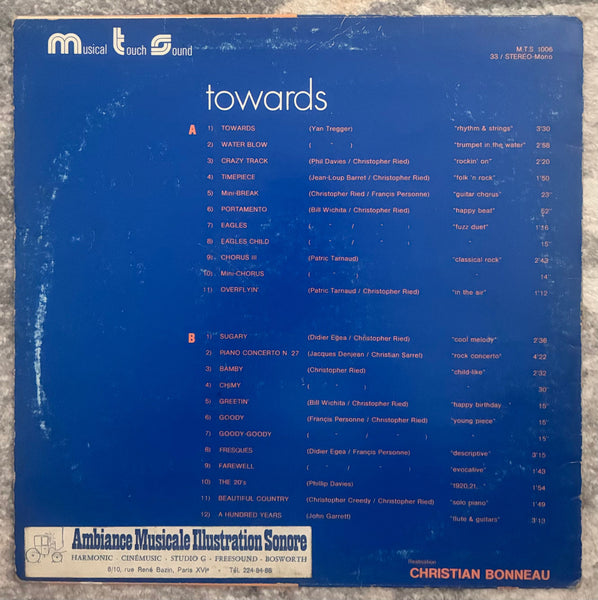 musical touch sound
M.T.S 1006
33 / STEREO-Mono
towards
A 1) TOWARDS (Yan Tregger) "rhythm & strings" 3'30
2) WATER BLOW ( " ) "trumpet in the water" 2'58
3) CRAZY TRACK (Phil Davies / Christopher Ried) "rockin' on" 2'20
4) TIMEPIECE (Jean-Loup Barret / Christopher Ried) "folk 'n rock" 1'50
5) Mini-BREAK (Christopher Ried / Françis Personne) "guitar chorus" 23"
6) PORTAMENTO (Bill Wichita / Christopher Ried) "happy beat" 52"
7) EAGLES ( " / " ) "fuzz duet" 1'16
8) EAGLES CHILD ( " / " ) " 15"
9) CHORUS III (Patric Tarnaud) "classical rock" 2'43
10) Mini-CHORUS ( " 14"
11) OVERFLYIN' (Patric Tarnaud / Christopher Ried) "in the air" 1'12
B 1) SUGARY (Didier Egea / Christopher Ried) "cool melody" 2'36
2) PIANO CONCERTO N. 27 (Jacques Denjean / Christian Sarrel) "rock concerto" 4'22
3) BAMBY (Christopher Ried) "child-like" 2'32
4) CHIMY ( " ) 30"
5) GREETIN' (Bill Wichita / Christopher Ried) "happy birthday 15"
6) GOODY (Françis Personne / Christopher Ried) "young piece" 15"
7) GOODY-GOODY ( " / " ) " 15"
8) FRESQUES (Didier Egea / Françis Personne) "descriptive" 3'15
9) FAREWELL ( " / " ) "evocative" 1'43
10) THE 20's (Phillip Davies) "1920.21. " 1'54
11) BEAUTIFUL COUNTRY (Christopher Creedy / Christopher Ried) "solo piano" 1'49
12) A HUNDRED YEARS (John Garrett) "flute & guitars" 3'13
Ambiance Musicale Illustration Sonore
HARMONIC - CINÉMUSIC - STUDIO G - FREESOUND - BOSWORTH
8/10, rue René Bazin, Paris XVIᵉ - Tél. 224-84-86
Réalisation
CHRISTIAN BONNEAU